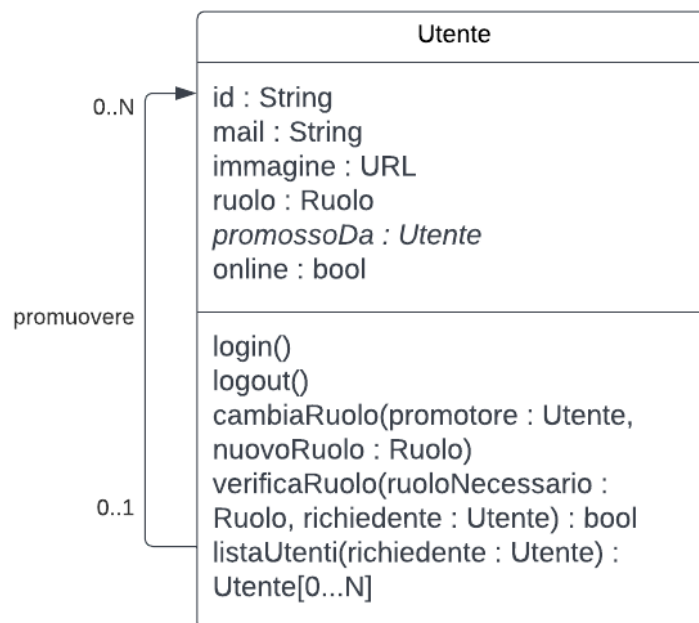 Utente
0..N
id : String
mail : String
immagine : URL
ruolo : Ruolo
promossoDa : Utente
online : bool
promuovere
login()
logout()
cambiaRuolo(promotore : Utente,
nuovoRuolo : Ruolo)
verificaRuolo(ruoloNecessario :
Ruolo, richiedente : Utente) : bool
0..1
listaUtenti(richiedente : Utente) :
Utente[0...N]